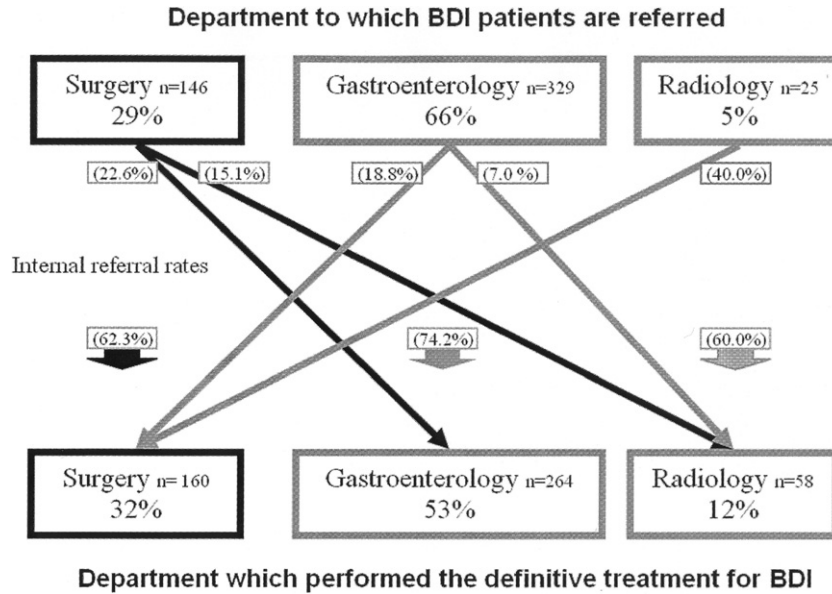 Department to which BDI patients are referred
Surgery n=146
29%
Gastroenterology n=329
66%
Radiology n=25
5%
(22.6%)
(15.1%)
(18.8%)
(7.0 %)
(40.0%)
Internal referral rates
(62.3%)
(74.2%)
(60.0%)
Surgery n= 160
32%
Gastroenterology n=264
53%
Radiology n=58
12%
Department which performed the definitive treatment for BDI